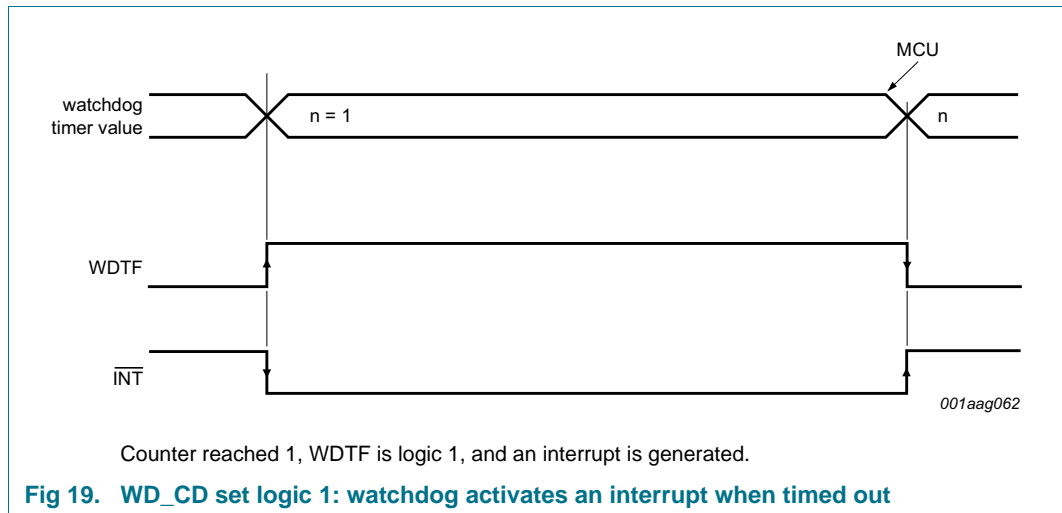 MCU
watchdog
timer value
n = 1
n
WDTF
INT
001aag062
Counter reached 1, WDTF is logic 1, and an interrupt is generated.
Fig 19. WD_CD set logic 1: watchdog activates an interrupt when timed out